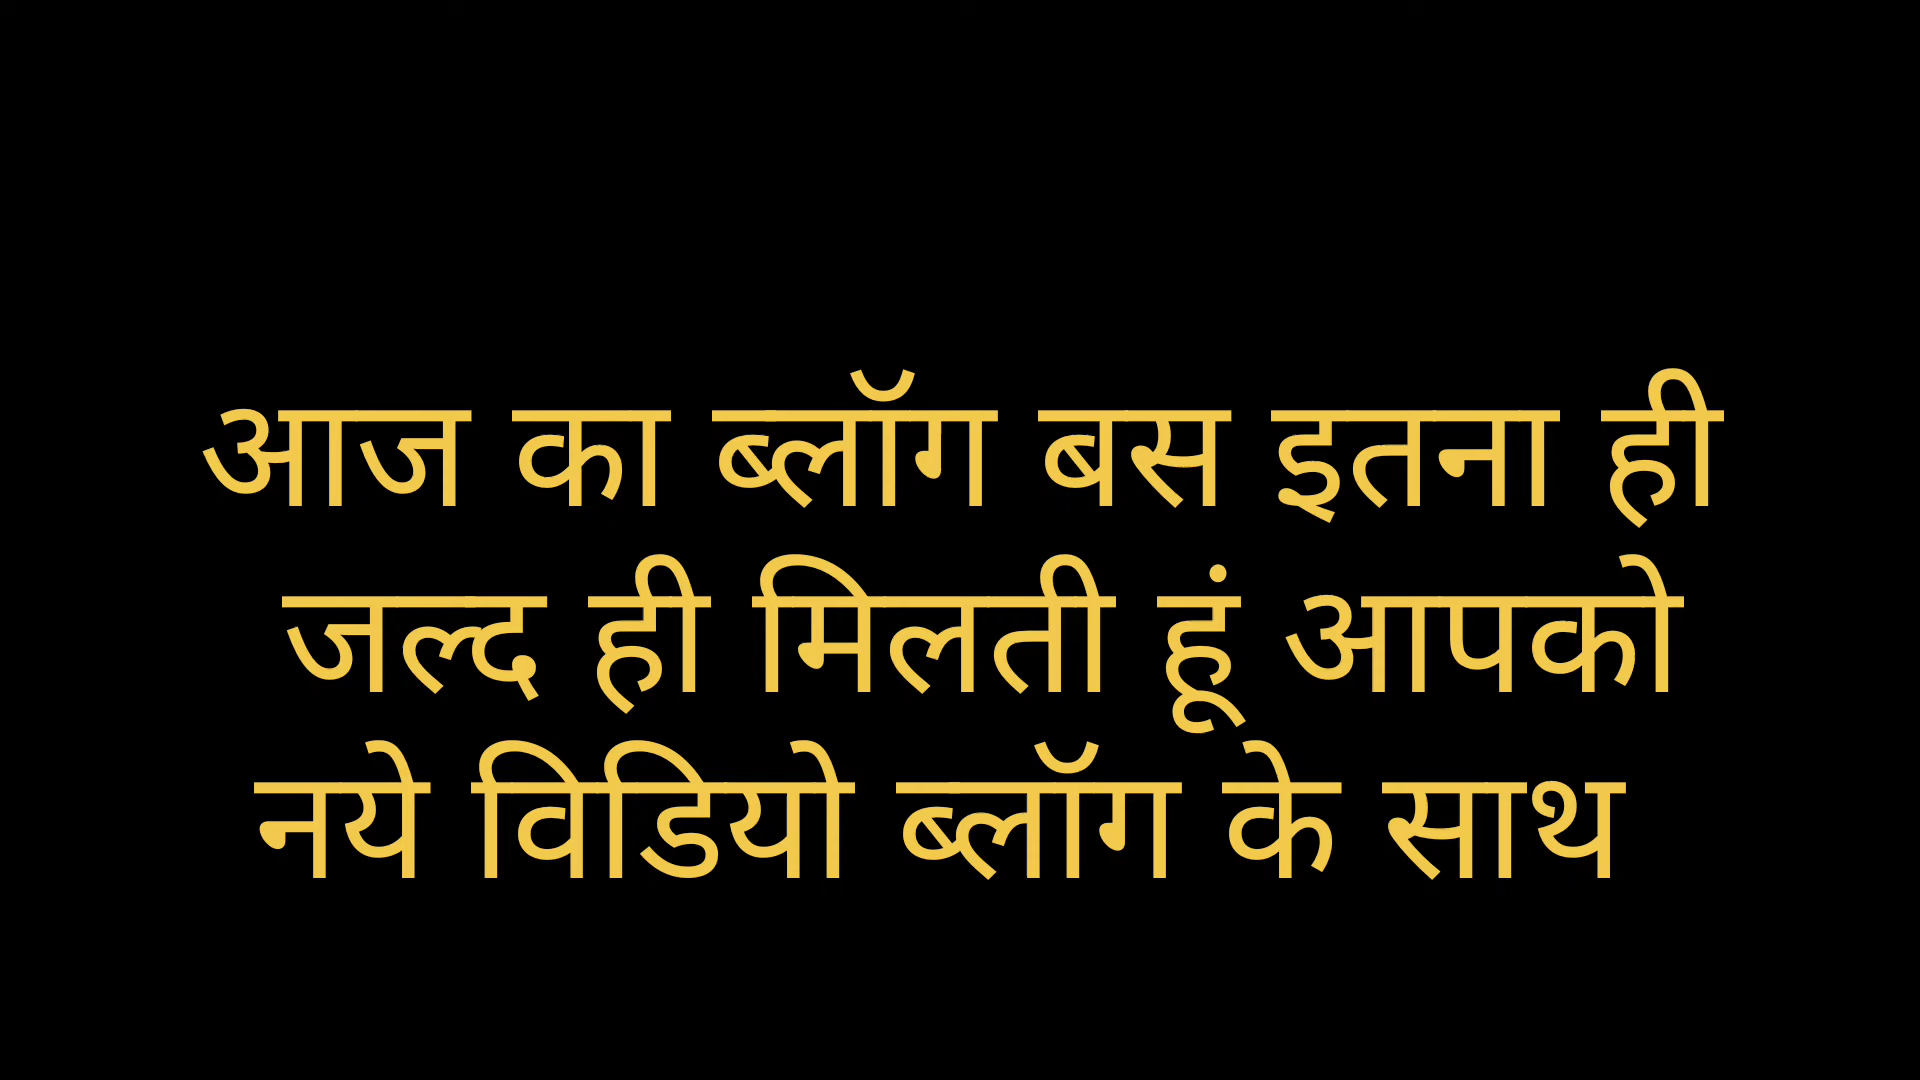 आज का ब्लॉग बस इतना ही
जल्द ही मिलती हूं आपको
नये विडियो ब्लॉग के साथ